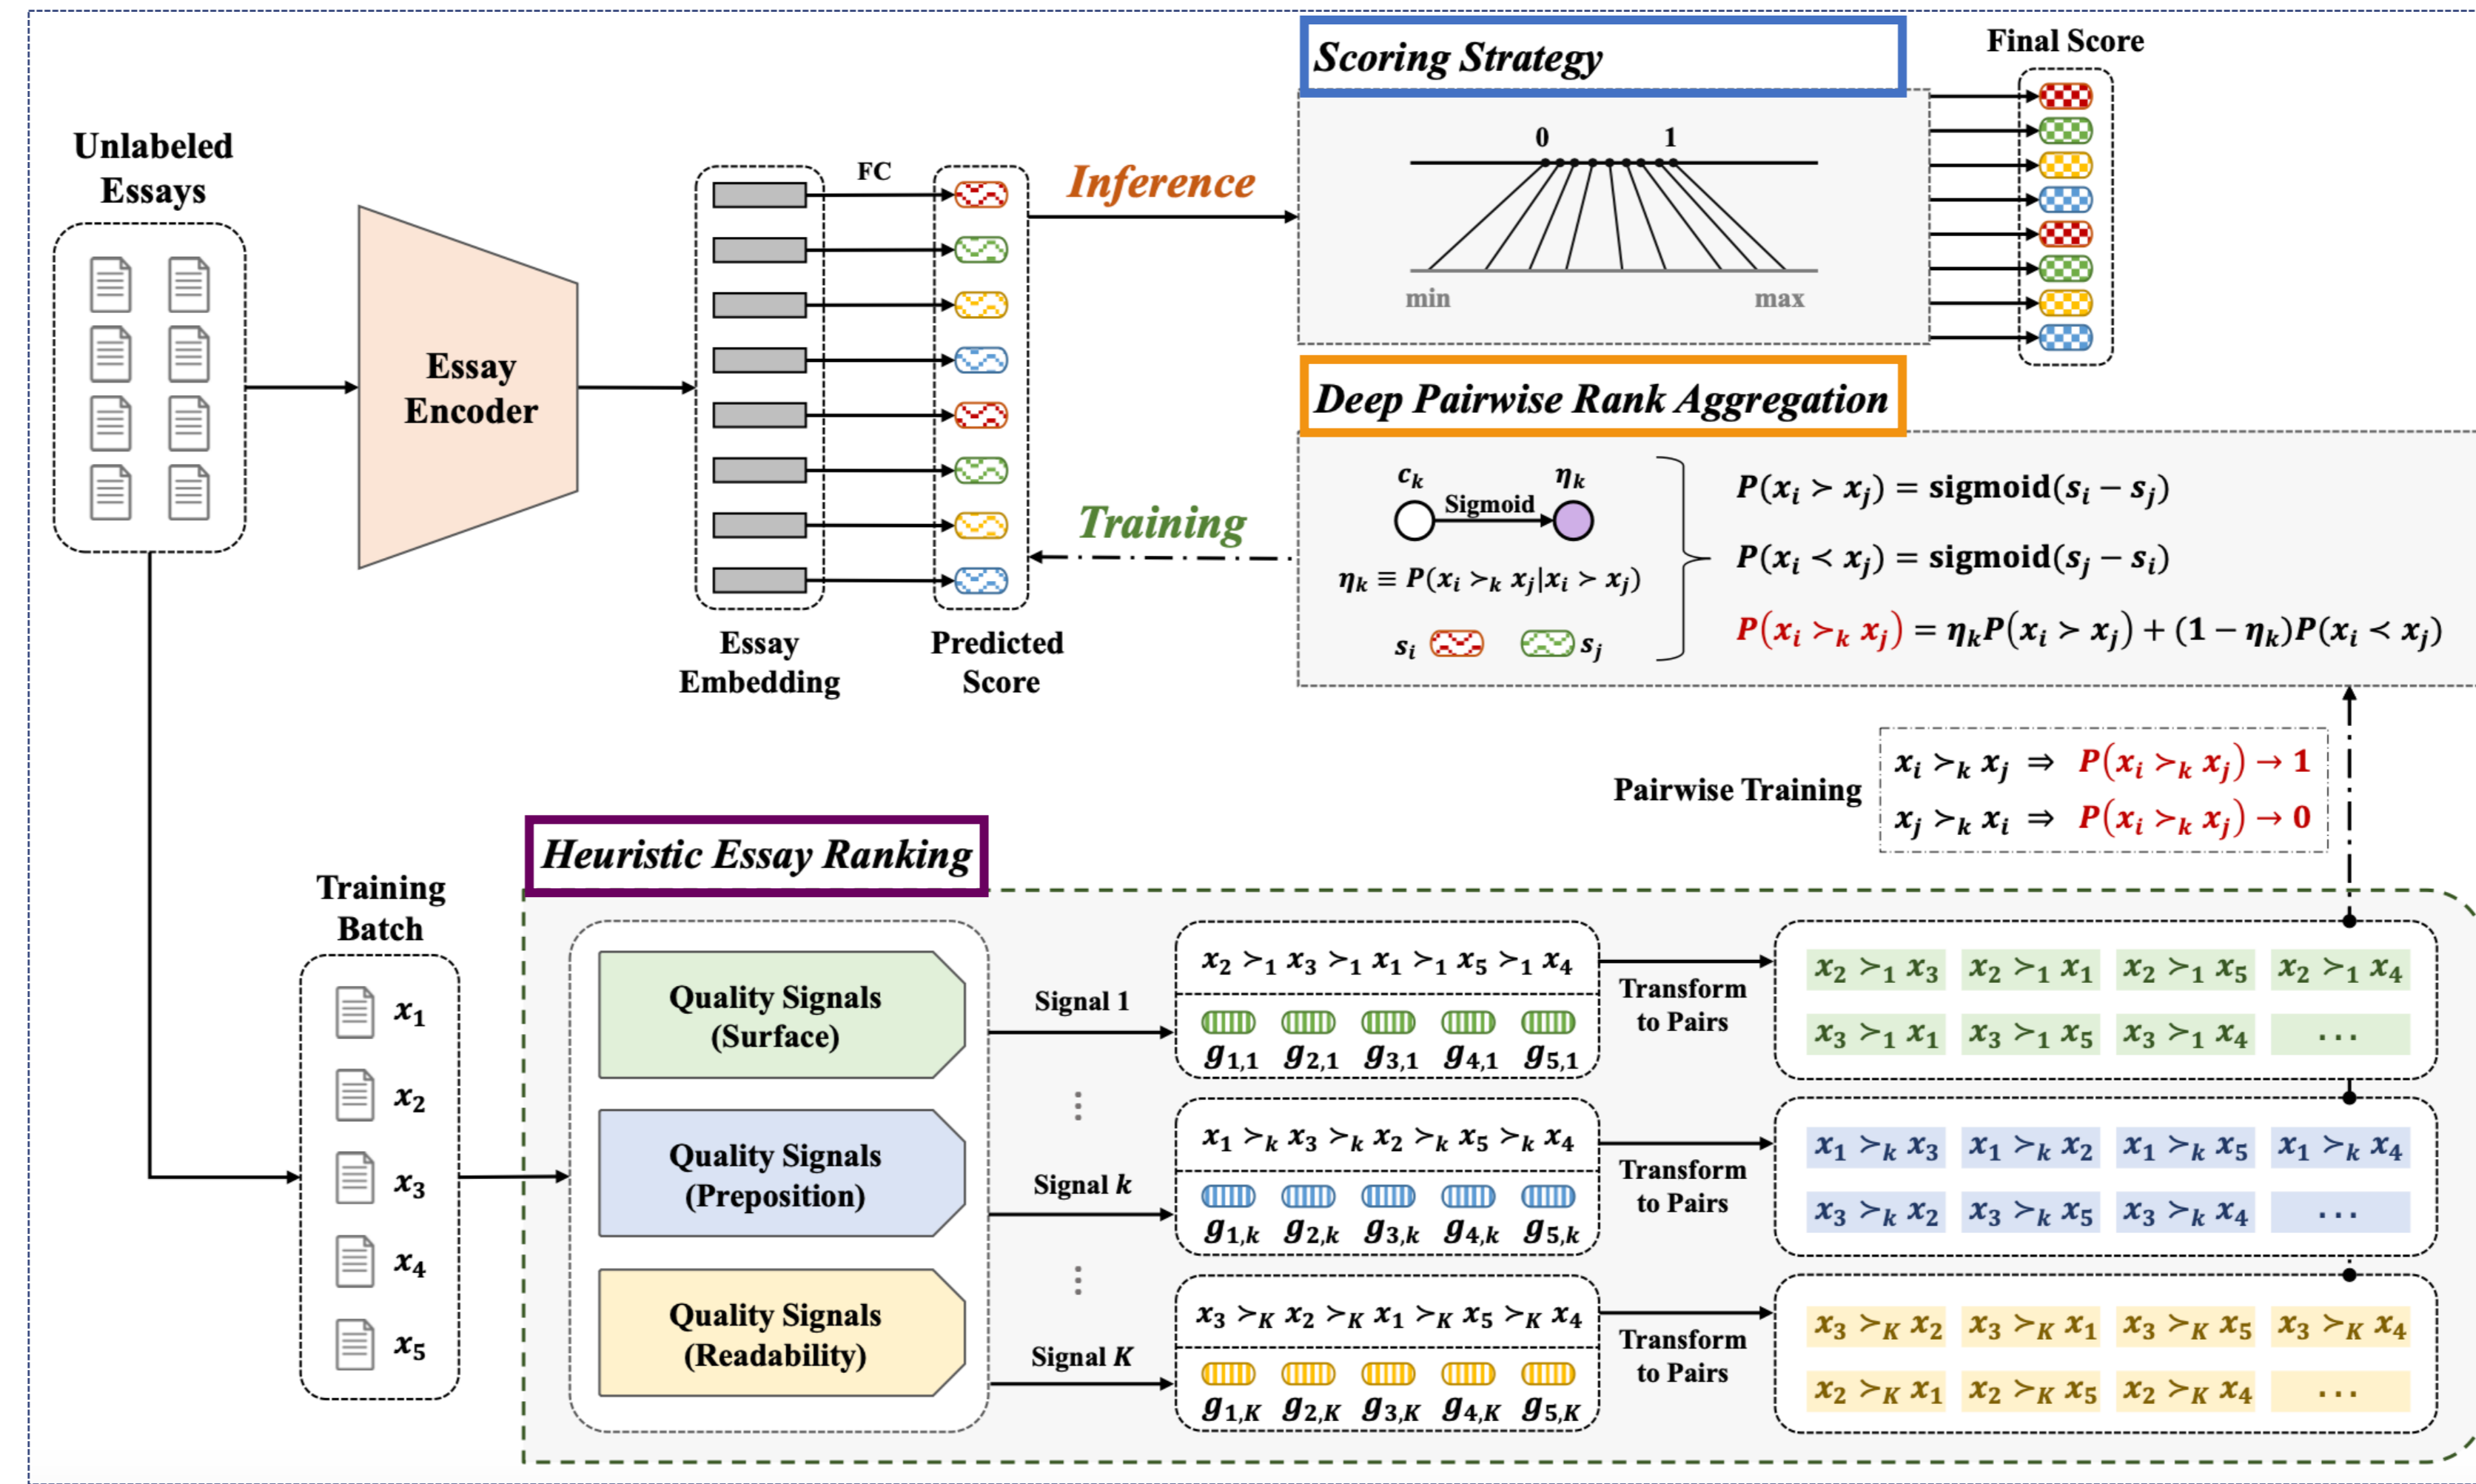 Unlabeled
Essays
Essay
Encoder
FC
Essay
Embedding
Predicted
Score
Inference
Training
Scoring Strategy
0 1
min max
Final Score
Deep Pairwise Rank Aggregation
c_k η_k
Sigmoid
η_k ≡ P(x_i ≻_k x_j|x_i ≻ x_j)
s_i s_j
P(x_i ≻ x_j) = sigmoid(s_i − s_j)
P(x_i ≺ x_j) = sigmoid(s_j − s_i)
P(x_i ≻_k x_j) = η_k P(x_i ≻ x_j) + (1 − η_k)P(x_i ≺ x_j)
Pairwise Training
x_i ≻_k x_j ⇒ P(x_i ≻_k x_j) → 1
x_j ≻_k x_i ⇒ P(x_i ≻_k x_j) → 0
Training
Batch
x_1
x_2
x_3
x_4
x_5
Heuristic Essay Ranking
Quality Signals
(Surface)
Quality Signals
(Preposition)
Quality Signals
(Readability)
Signal 1
⋮
Signal k
⋮
Signal K
x_2 ≻_1 x_3 ≻_1 x_1 ≻_1 x_5 ≻_1 x_4
g_1,1 g_2,1 g_3,1 g_4,1 g_5,1
x_1 ≻_k x_3 ≻_k x_2 ≻_k x_5 ≻_k x_4
g_1,k g_2,k g_3,k g_4,k g_5,k
x_3 ≻_K x_2 ≻_K x_1 ≻_K x_5 ≻_K x_4
g_1,K g_2,K g_3,K g_4,K g_5,K
Transform
to Pairs
Transform
to Pairs
Transform
to Pairs
x_2 ≻_1 x_3 x_2 ≻_1 x_1 x_2 ≻_1 x_5 x_2 ≻_1 x_4
x_3 ≻_1 x_1 x_3 ≻_1 x_5 x_3 ≻_1 x_4 ...
x_1 ≻_k x_3 x_1 ≻_k x_2 x_1 ≻_k x_5 x_1 ≻_k x_4
x_3 ≻_k x_2 x_3 ≻_k x_5 x_3 ≻_k x_4 ...
x_3 ≻_K x_2 x_3 ≻_K x_1 x_3 ≻_K x_5 x_3 ≻_K x_4
x_2 ≻_K x_1 x_2 ≻_K x_5 x_2 ≻_K x_4 ...